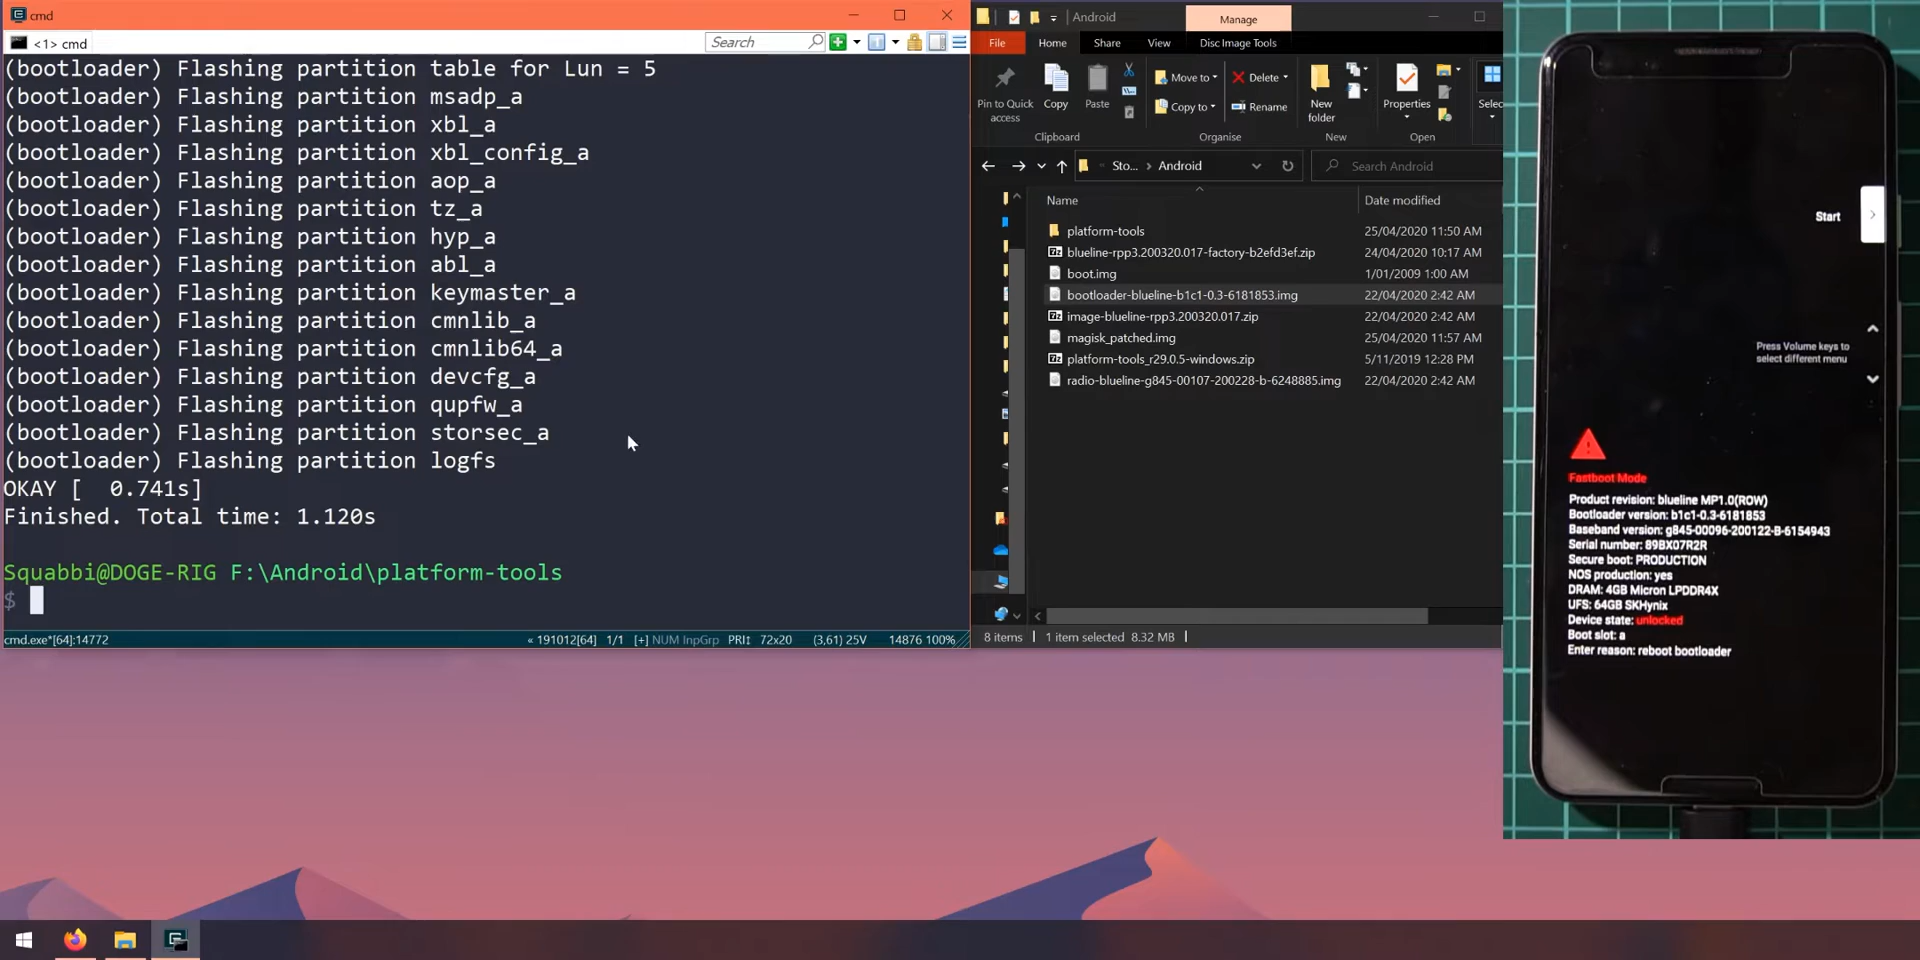 cmd
<1> cmd
Search
(bootloader) Flashing partition table for Lun = 5
(bootloader) Flashing partition msadp_a
(bootloader) Flashing partition xbl_a
(bootloader) Flashing partition xbl_config_a
(bootloader) Flashing partition aop_a
(bootloader) Flashing partition tz_a
(bootloader) Flashing partition hyp_a
(bootloader) Flashing partition abl_a
(bootloader) Flashing partition keymaster_a
(bootloader) Flashing partition cmnlib_a
(bootloader) Flashing partition cmnlib64_a
(bootloader) Flashing partition devcfg_a
(bootloader) Flashing partition qupfw_a
(bootloader) Flashing partition storsec_a
(bootloader) Flashing partition logfs
OKAY [  0.741s]
Finished. Total time: 1.120s
Squabbi@DOGE-RIG F:\Android\platform-tools
$
cmd.exe*[64]:14772 « 191012[64] 1/1 [+] NUM InpGrp PRI↕ 72x20 (3,61) 25V 14876 100%
Android Manage
File Home Share View Disc Image Tools
Pin to Quick access
Copy
Paste
Clipboard
Move to
Copy to
Delete
Rename
Organise
New folder
New
Properties
Open
Selec
Sto... > Android
Search Android
Name Date modified
platform-tools 25/04/2020 11:50 AM
blueline-rpp3.200320.017-factory-b2efd3ef.zip 24/04/2020 10:17 AM
boot.img 1/01/2009 1:00 AM
bootloader-blueline-b1c1-0.3-6181853.img 22/04/2020 2:42 AM
image-blueline-rpp3.200320.017.zip 22/04/2020 2:42 AM
magisk_patched.img 25/04/2020 11:57 AM
platform-tools_r29.0.5-windows.zip 5/11/2019 12:28 PM
radio-blueline-g845-00107-200228-b-6248885.img 22/04/2020 2:42 AM
8 items 1 item selected 8.32 MB
Start
Press Volume keys to
select different menu
Fastboot Mode
Product revision: blueline MP1.0(ROW)
Bootloader version: b1c1-0.3-6181853
Baseband version: g845-00096-200122-B-6154943
Serial number: 89BX07R2R
Secure boot: PRODUCTION
NOS production: yes
DRAM: 4GB Micron LPDDR4X
UFS: 64GB SKHynix
Device state: unlocked
Boot slot: a
Enter reason: reboot bootloader